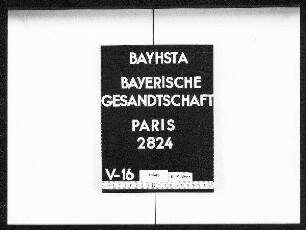 BAYHSTA
BAYERISCHE
GESANDTSCHAFT
PARIS
2824
V-16